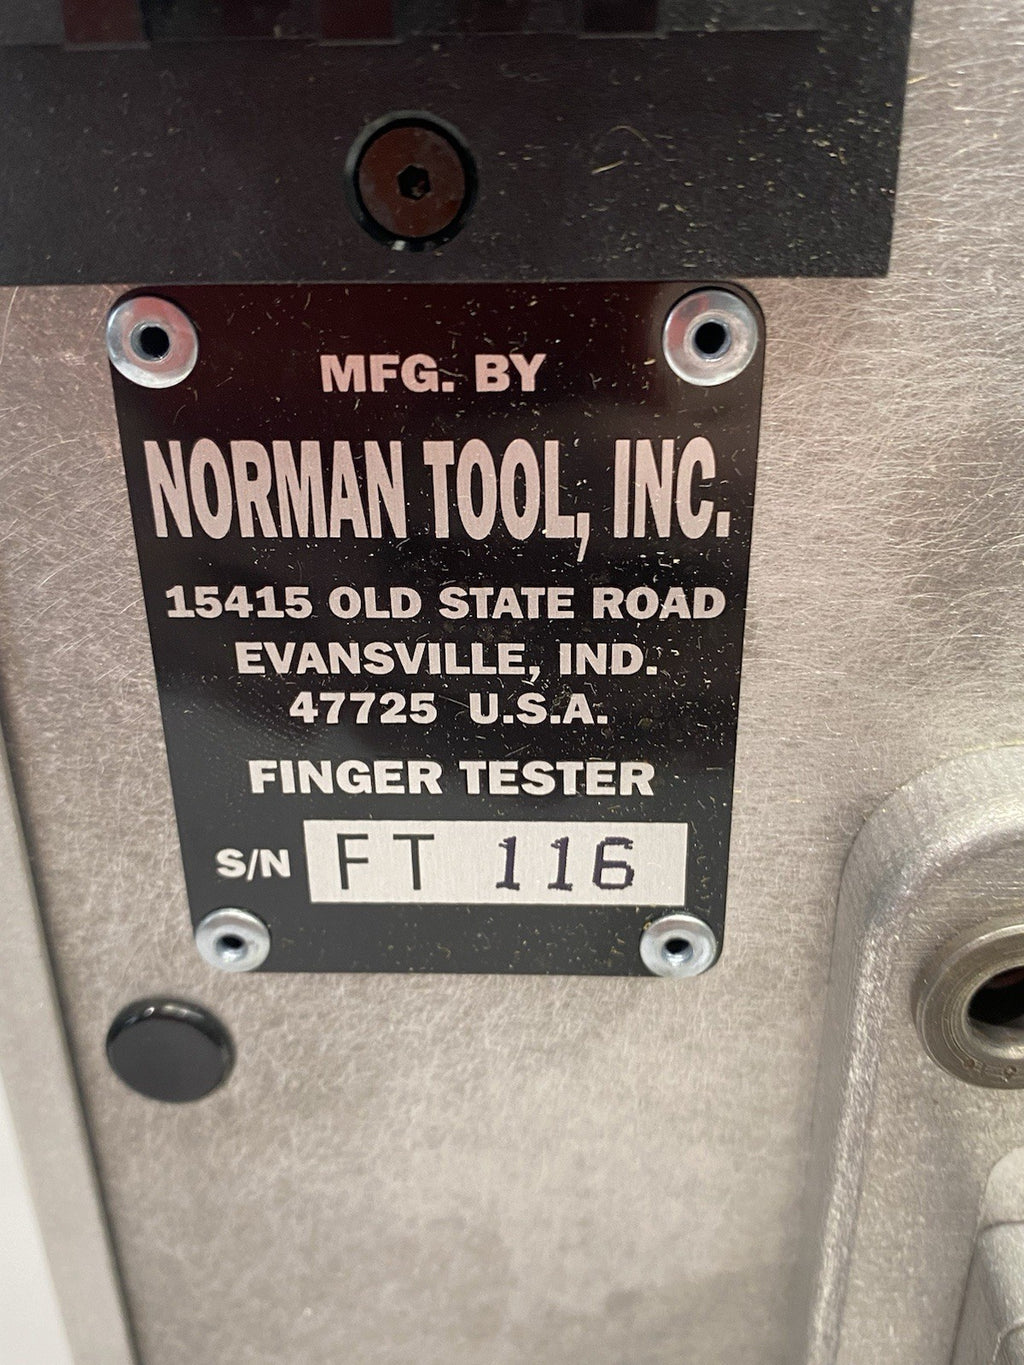 MFG. BY
NORMAN TOOL, INC.
15415 OLD STATE ROAD
EVANSVILLE, IND.
47725 U.S.A.
FINGER TESTER
S/N FT 116